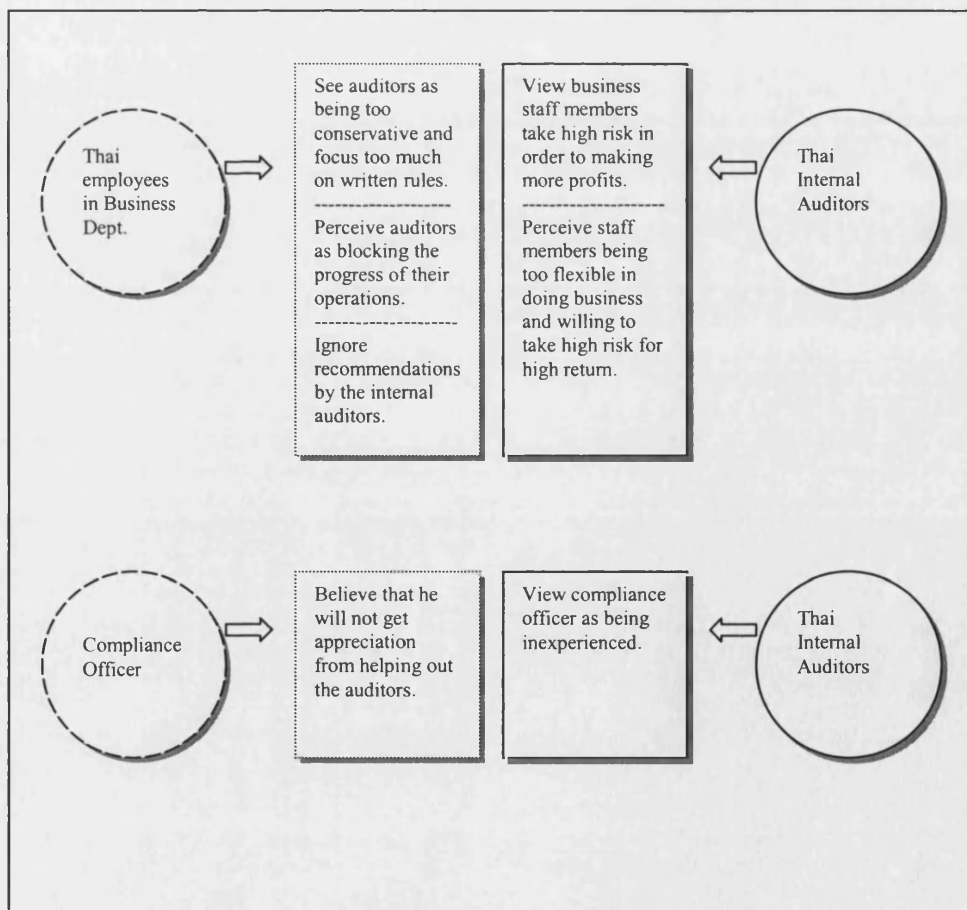 Thai
employees
in Business
Dept.
See auditors as
being too
conservative and
focus too much
on written rules.
Perceive auditors
as blocking the
progress of their
operations.
Ignore
recommendations
by the internal
auditors.
View business
staff members
take high risk in
order to making
more profits.
Perceive staff
members being
too flexible in
doing business
and willing to
take high risk for
high return.
Thai
Internal
Auditors
Compliance
Officer
Believe that he
will not get
appreciation
from helping out
the auditors.
View compliance
officer as being
inexperienced.
Thai
Internal
Auditors